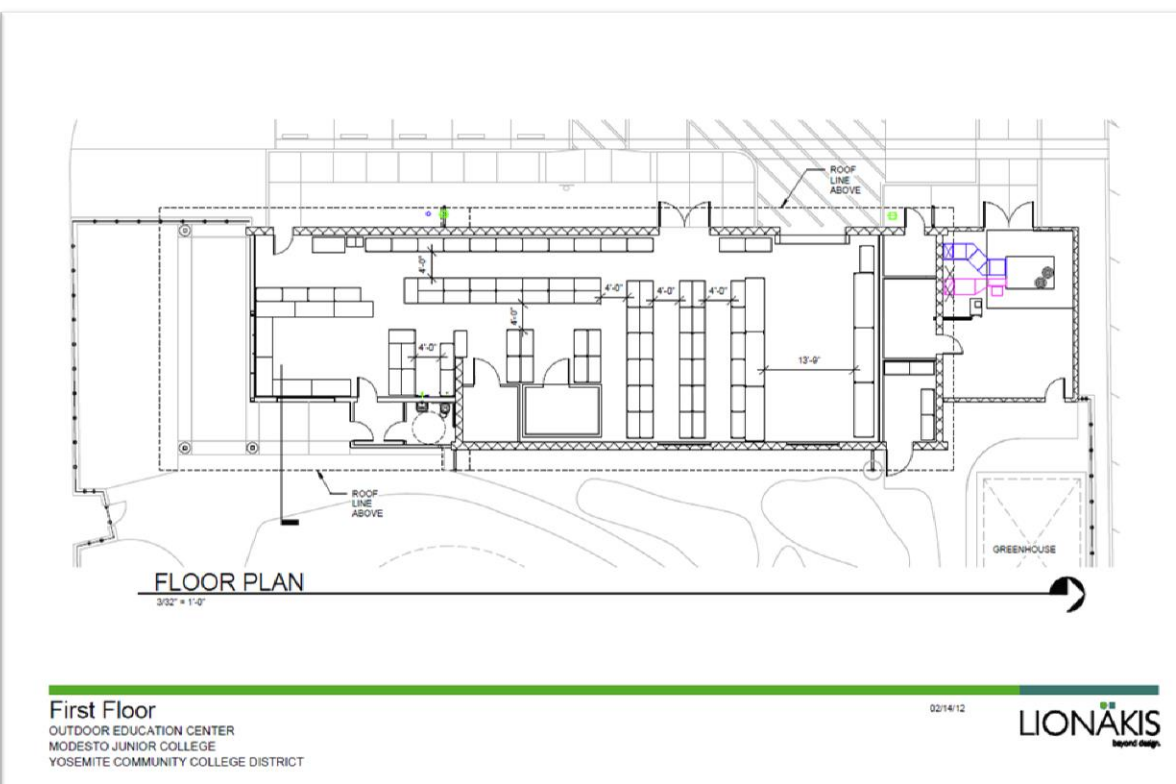 ROOF
LINE
ABOVE
4'-0"
4'-0"
4'-0"
4'-0"
4'-0"
4'-0"
13'-9"
ROOF
LINE
ABOVE
GREENHOUSE
FLOOR PLAN
3/32" = 1'-0"
First Floor
OUTDOOR EDUCATION CENTER
MODESTO JUNIOR COLLEGE
YOSEMITE COMMUNITY COLLEGE DISTRICT
02/14/12
LIONAKIS
beyond design.